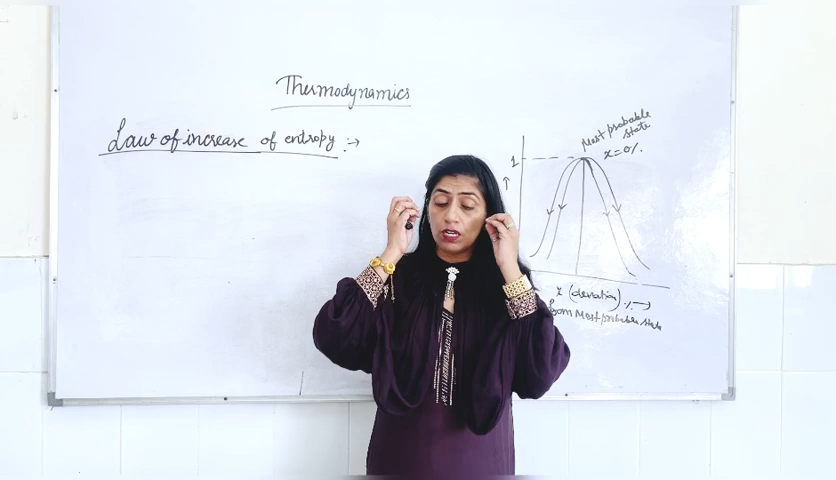 Thermodynamics
Law of increase of entropy :→
Most probable
state
x=0%.
1
x (deviation) %. →
from Most probable state